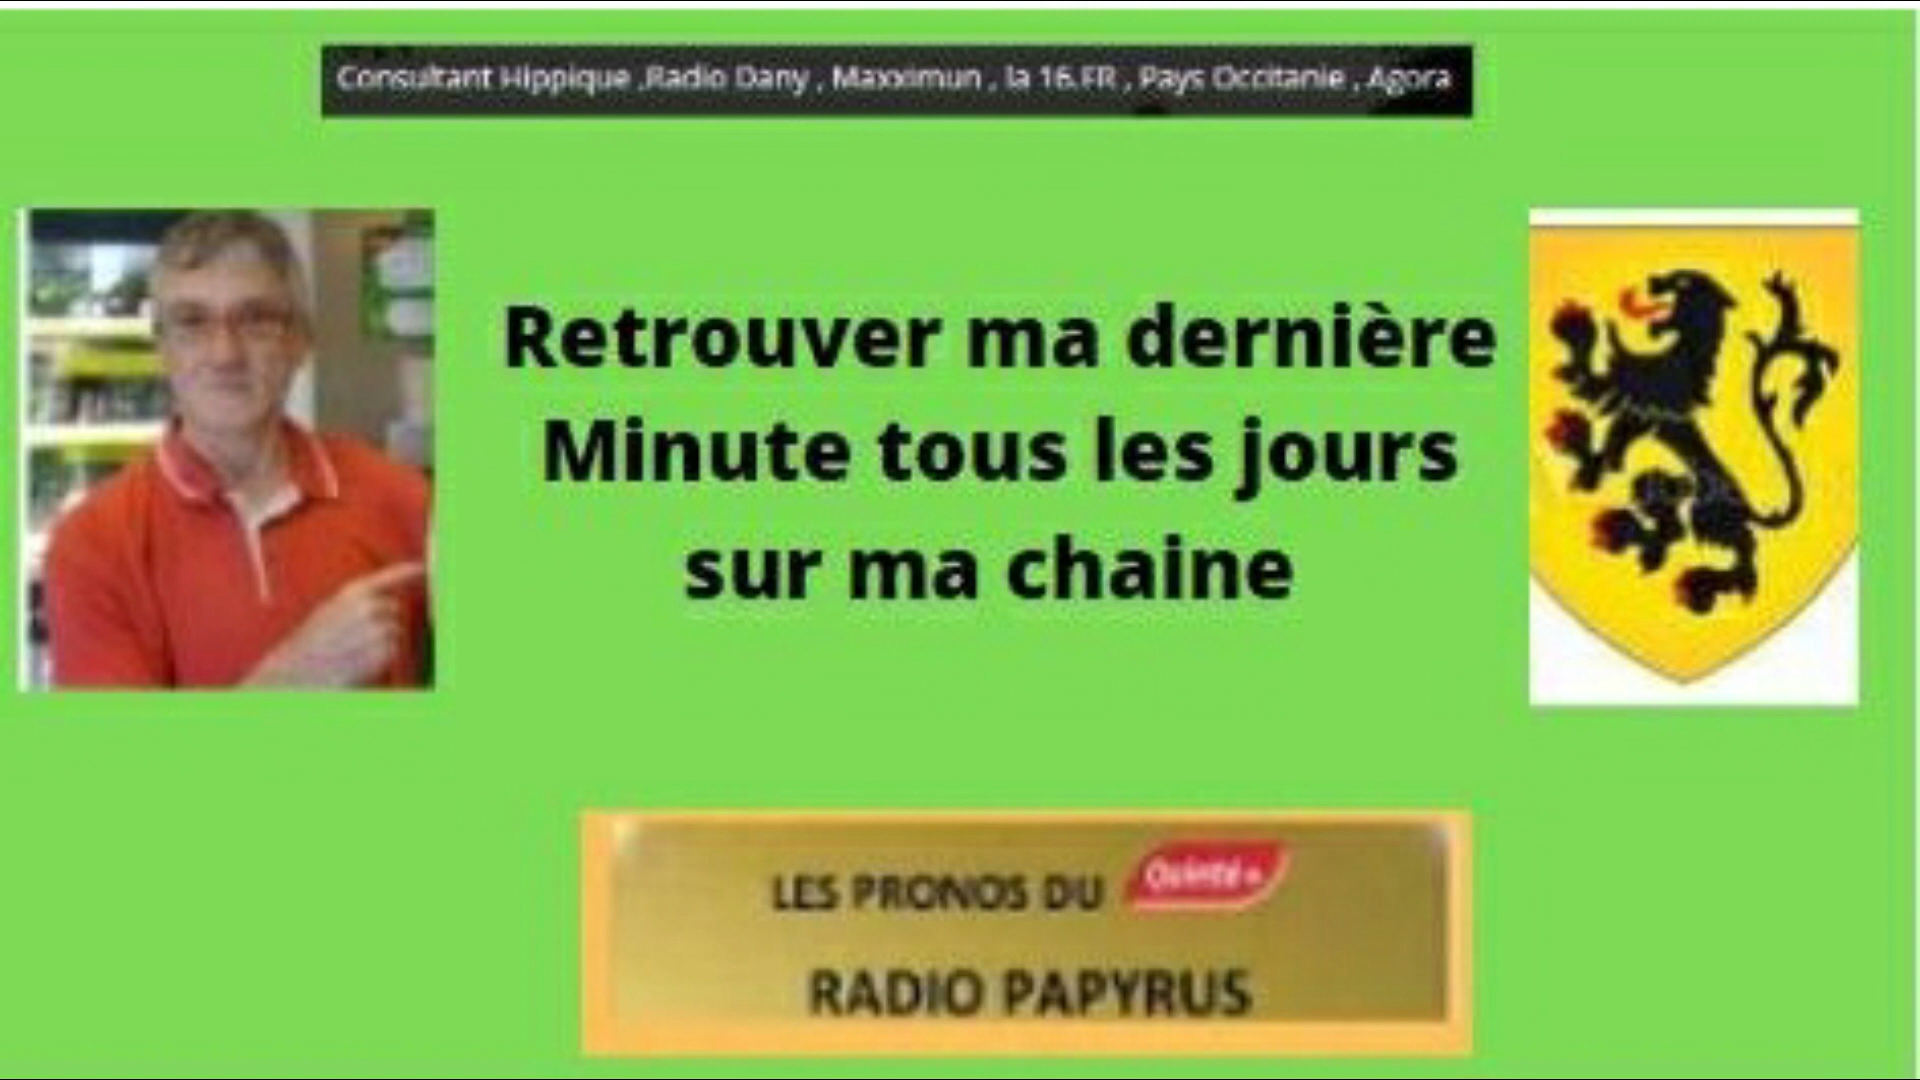 Consultant Hippique ,Radio Dany , Maxximun , la 16.FR , Pays Occitanie , Agora
Retrouver ma dernière
Minute tous les jours
sur ma chaine
LES PRONOS DU Quinté+
RADIO PAPYRUS